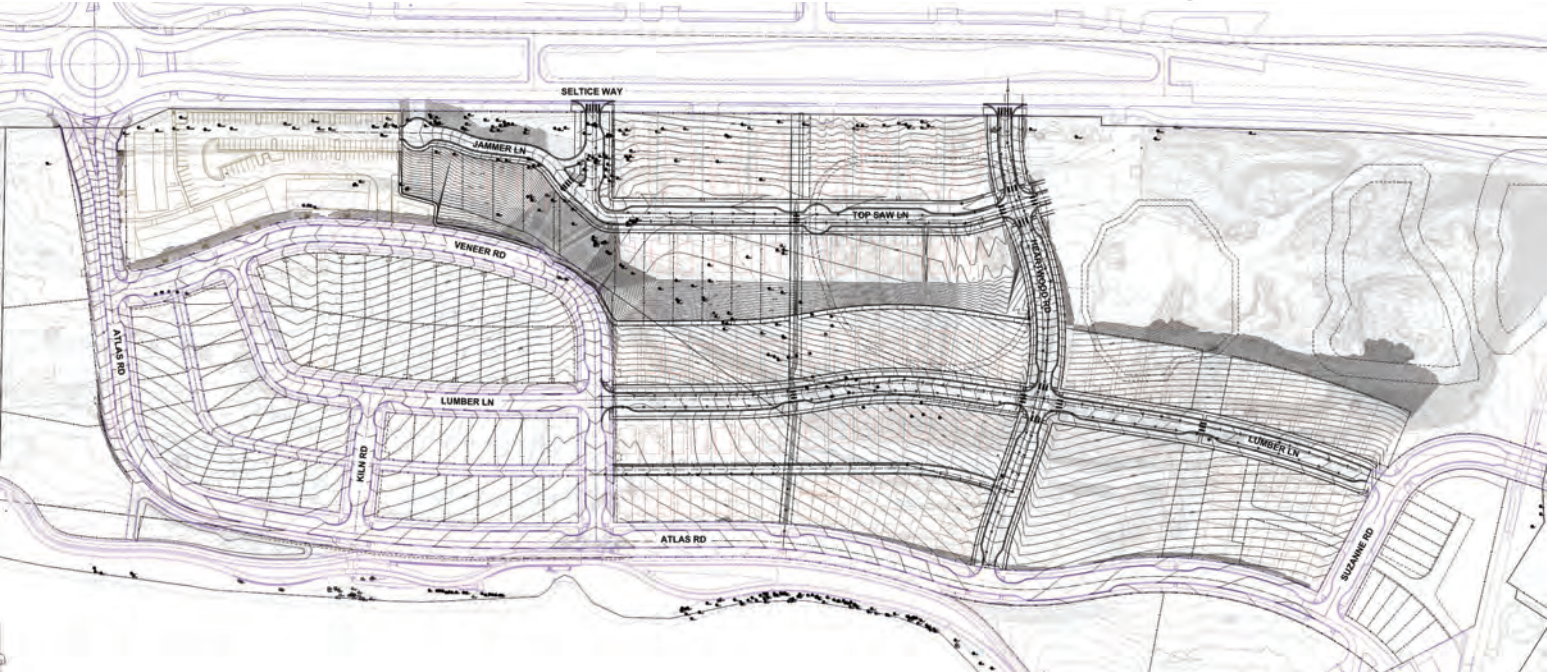 SELTICE WAY
JAMMER LN
TOP SAW LN
VENEER RD
HEARTWOOD RD
ATLAS RD
LUMBER LN
KILN RD
LUMBER LN
ATLAS RD
SUZANNE RD